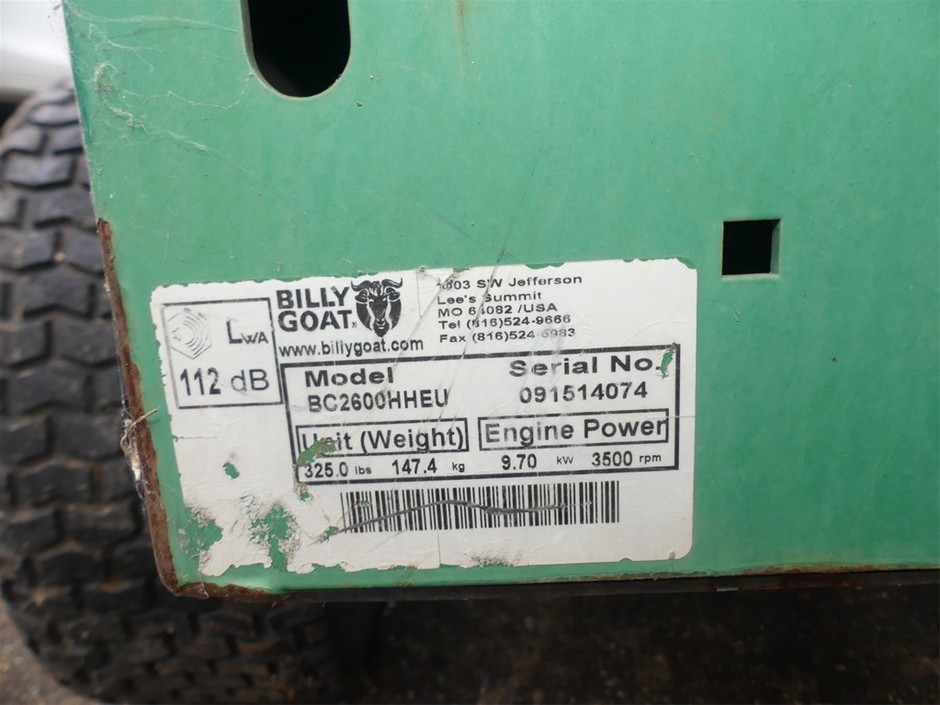 LWA
112 dB
BILLY
GOAT
www.billygoat.com
SW Jefferson
Lee's Summit
MO 64082 /USA
Tel (816)524-9666
Fax (816)524
Model
Serial No.
BC2600HHEU
091514074
Unit (Weight)
Engine Power
325.0 lbs 147.4 kg
9.70 kW 3500 rpm